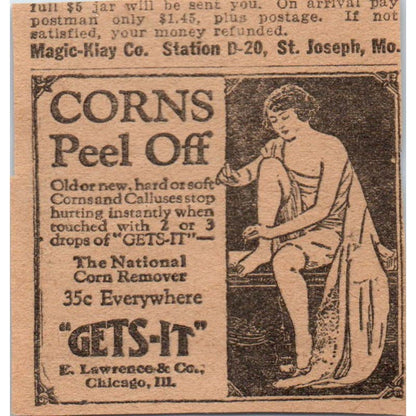 full $5 jar will be sent you. On arrival pay
postman only $1.45, plus postage. If not
satisfied, your money refunded.
Magic-Klay Co. Station D-20, St. Joseph, Mo.
CORNS
Peel Off
Old or new, hard or soft
Corns and Calluses stop
hurting instantly when
touched with 2 or 3
drops of "GETS-IT"—
The National
Corn Remover
35c Everywhere
"GETS-IT"
E. Lawrence & Co.,
Chicago, Ill.